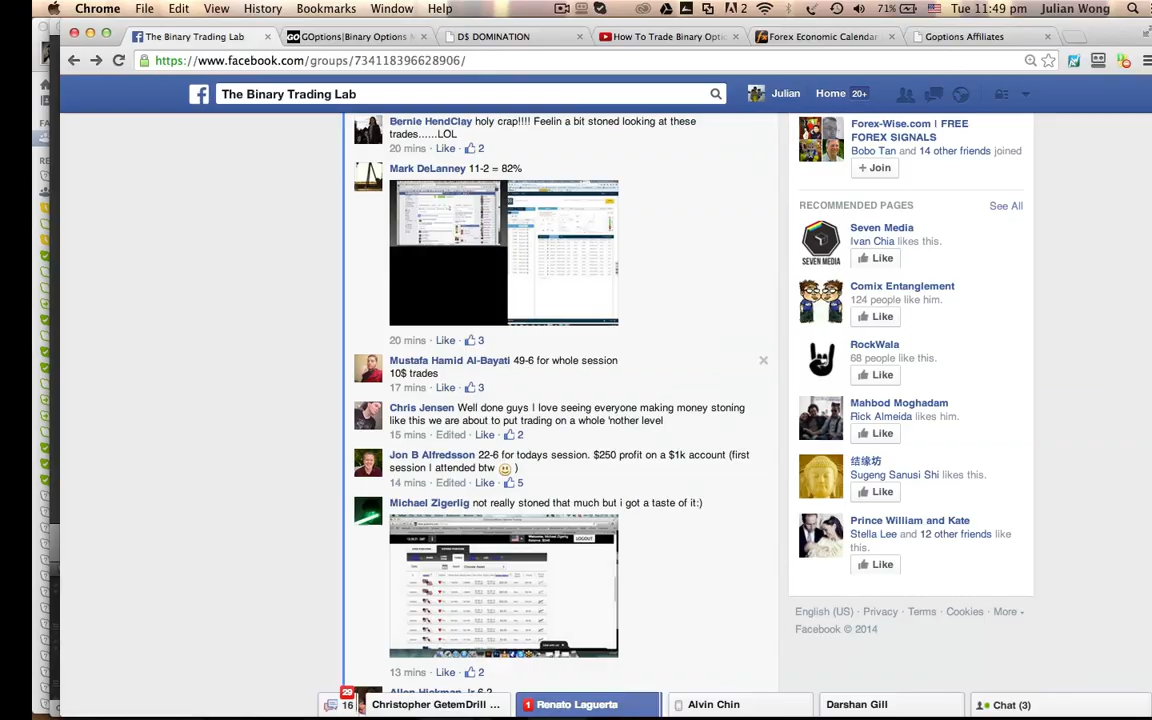 Chrome File Edit View History Bookmarks Window Help 2 71% Tue 11:49 pm Julian Wong
The Binary Trading Lab
GOptions|Binary Options M
D$ DOMINATION
How To Trade Binary Optio
Forex Economic Calendar
Goptions Affiliates
https://www.facebook.com/groups/734118396628906/
The Binary Trading Lab
Julian Home 20+
Bernie HendClay holy crap!!!! Feelin a bit stoned looking at these
trades......LOL
20 mins · Like · 2
Mark DeLanney 11-2 = 82%
20 mins · Like · 3
Mustafa Hamid Al-Bayati 49-6 for whole session
10$ trades
17 mins · Like · 3
Chris Jensen Well done guys I love seeing everyone making money stoning
like this we are about to put trading on a whole 'nother level
15 mins · Edited · Like · 2
Jon B Alfredsson 22-6 for todays session. $250 profit on a $1k account (first
session I attended btw )
14 mins · Edited · Like · 5
Michael Zigerlig not really stoned that much but i got a taste of it:)
LOGOUT
13 mins · Like · 2
Allen Hickman Jr 6-2
Forex-Wise.com | FREE
FOREX SIGNALS
Bobo Tan and 14 other friends joined
+ Join
RECOMMENDED PAGES See All
SEVEN MEDIA
Seven Media
Ivan Chia likes this.
Like
Comix Entanglement
124 people like him.
Like
RockWala
68 people like this.
Like
Mahbod Moghadam
Rick Almeida likes him.
Like
结缘坊
Sugeng Sanusi Shi likes this.
Like
Prince William and Kate
Stella Lee and 12 other friends like
this.
Like
English (US) · Privacy · Terms · Cookies · More
Facebook © 2014
29
16
Christopher GetemDrill ...
1 Renato Laguerta
Alvin Chin
Darshan Gill
Chat (3)